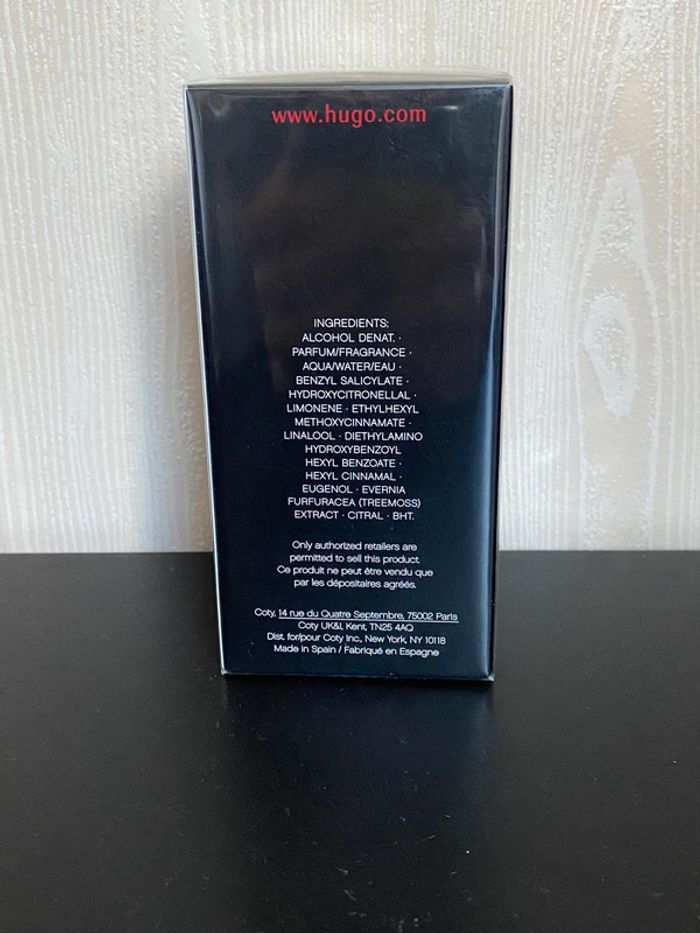 www.hugo.com
INGREDIENTS:
ALCOHOL DENAT. ·
PARFUM/FRAGRANCE ·
AQUA/WATER/EAU ·
BENZYL SALICYLATE ·
HYDROXYCITRONELLAL ·
LIMONENE · ETHYLHEXYL
METHOXYCINNAMATE ·
LINALOOL · DIETHYLAMINO
HYDROXYBENZOYL
HEXYL BENZOATE ·
HEXYL CINNAMAL ·
EUGENOL · EVERNIA
FURFURACEA (TREEMOSS)
EXTRACT · CITRAL · BHT.
Only authorized retailers are
permitted to sell this product.
Ce produit ne peut être vendu que
par les dépositaires agréés.
Coty, 14 rue du Quatre Septembre, 75002 Paris
Coty UK&I, Kent, TN25 4AQ
Dist. for/pour Coty Inc., New York, NY 10118
Made in Spain / Fabriqué en Espagne